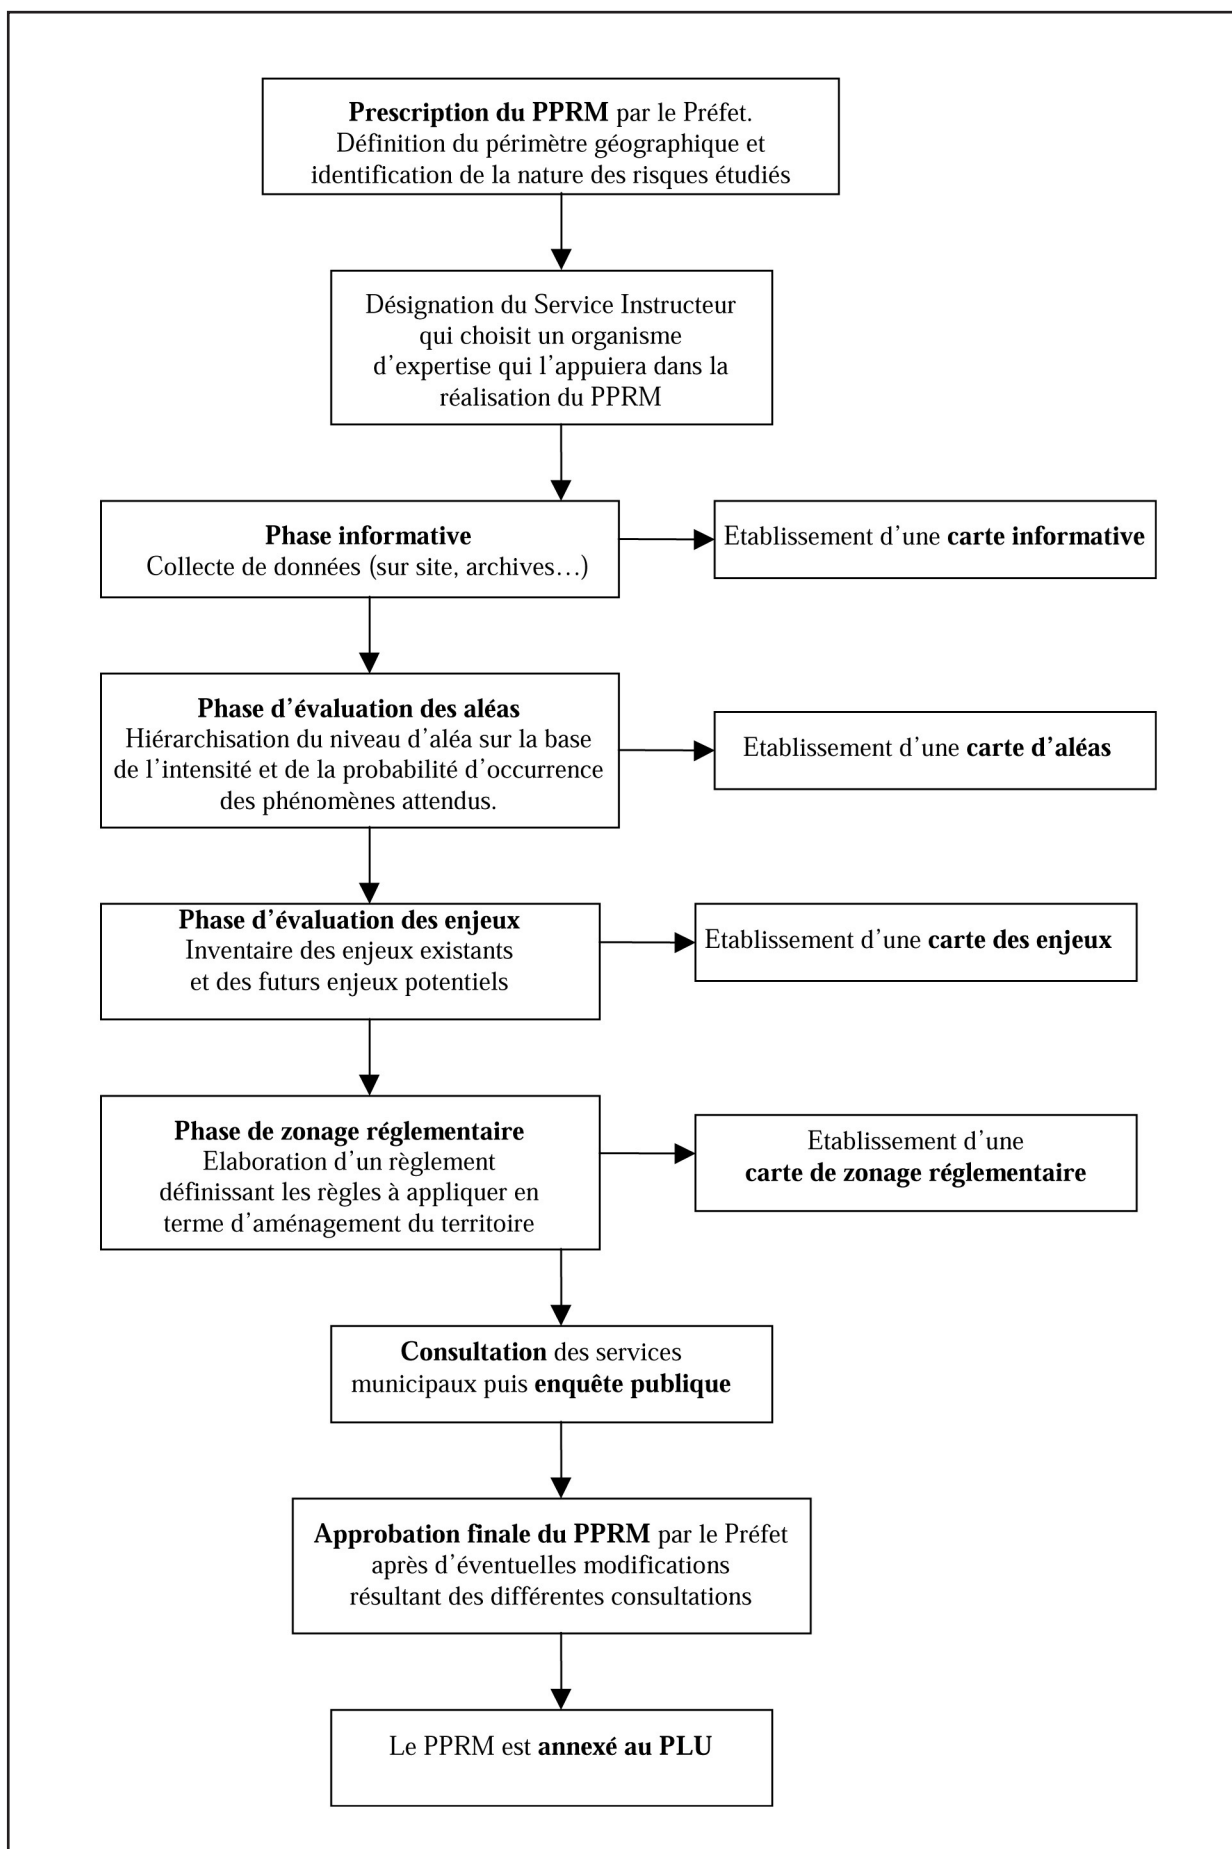 Prescription du PPRM par le Préfet.
Définition du périmètre géographique et
identification de la nature des risques étudiés
Désignation du Service Instructeur
qui choisit un organisme
d’expertise qui l’appuiera dans la
réalisation du PPRM
Phase informative
Collecte de données (sur site, archives…)
Etablissement d’une carte informative
Phase d’évaluation des aléas
Hiérarchisation du niveau d’aléa sur la base
de l’intensité et de la probabilité d’occurrence
des phénomènes attendus.
Etablissement d’une carte d’aléas
Phase d’évaluation des enjeux
Inventaire des enjeux existants
et des futurs enjeux potentiels
Etablissement d’une carte des enjeux
Phase de zonage réglementaire
Elaboration d’un règlement
définissant les règles à appliquer en
terme d’aménagement du territoire
Etablissement d’une
carte de zonage réglementaire
Consultation des services
municipaux puis enquête publique
Approbation finale du PPRM par le Préfet
après d’éventuelles modifications
résultant des différentes consultations
Le PPRM est annexé au PLU